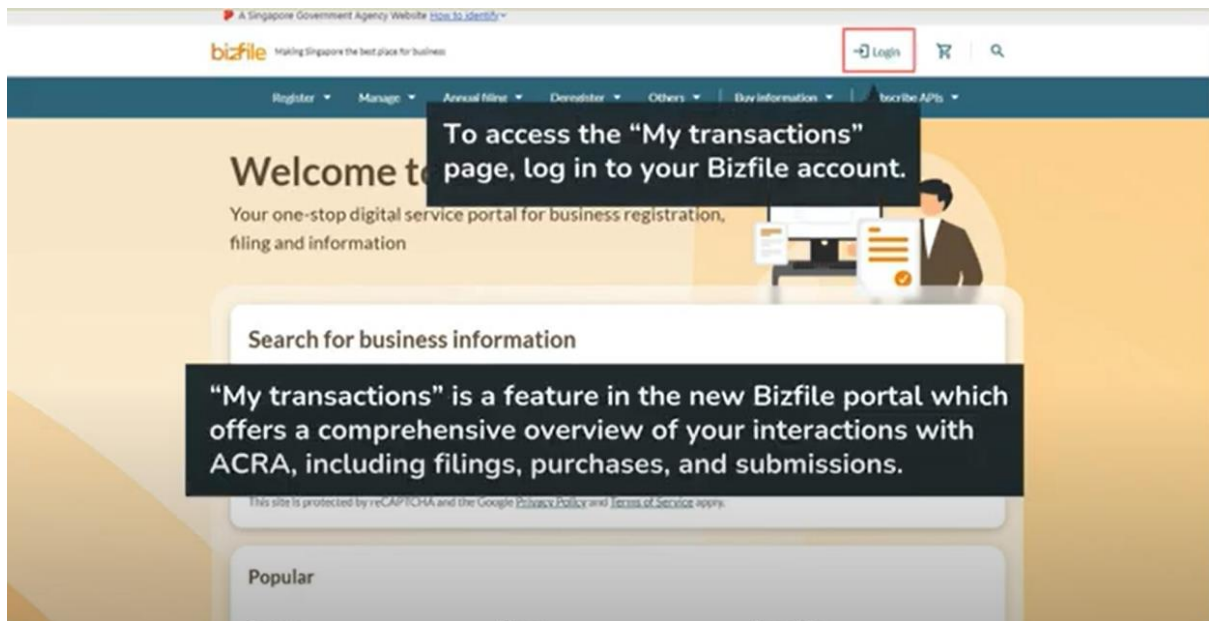 A Singapore Government Agency Website How to identify
bizfile Making Singapore the best place for business
Login
Register Manage Annual filing Deregister Others Buy information bscribe APIs
To access the “My transactions”
page, log in to your Bizfile account.
Welcome to
Your one-stop digital service portal for business registration,
filing and information
Search for business information
“My transactions” is a feature in the new Bizfile portal which
offers a comprehensive overview of your interactions with
ACRA, including filings, purchases, and submissions.
This site is protected by reCAPTCHA and the Google Privacy Policy and Terms of Service apply.
Popular